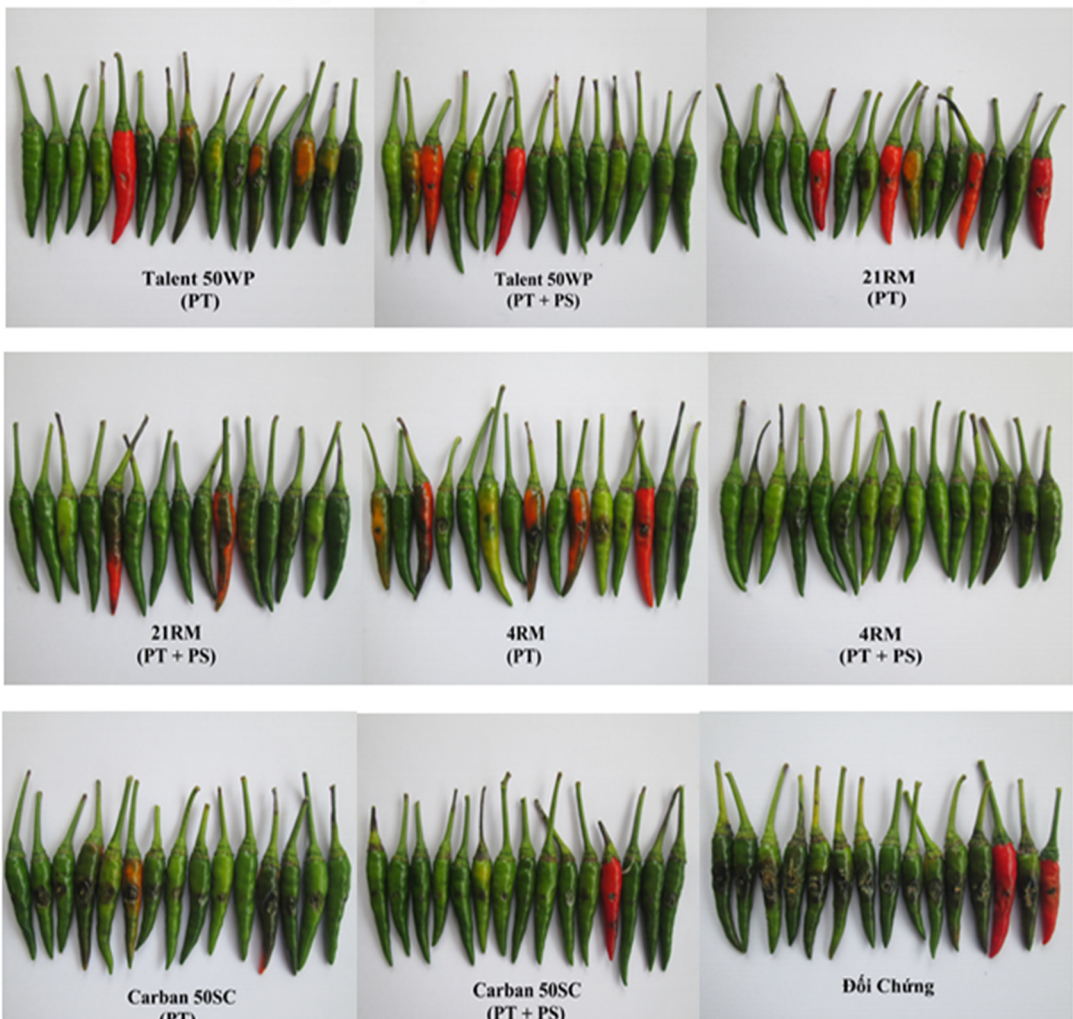 Talent 50WP
(PT)
Talent 50WP
(PT + PS)
21RM
(PT)
21RM
(PT + PS)
4RM
(PT)
4RM
(PT + PS)
Carban 50SC
(PT)
Carban 50SC
(PT + PS)
Đối Chứng